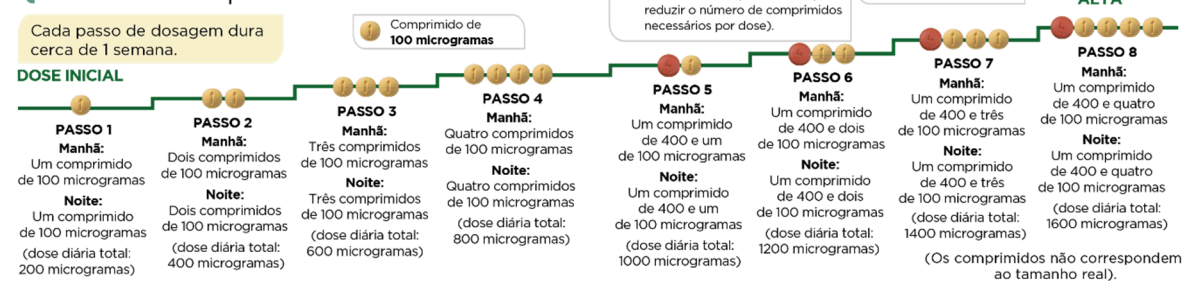 reduzir o número de comprimidos
necessários por dose).
Cada passo de dosagem dura
cerca de 1 semana.
Comprimido de
100 microgramas
DOSE INICIAL
PASSO 1
Manhã:
Um comprimido
de 100 microgramas
Noite:
Um comprimido
de 100 microgramas
(dose diária total:
200 microgramas)
PASSO 2
Manhã:
Dois comprimidos
de 100 microgramas
Noite:
Dois comprimidos
de 100 microgramas
(dose diária total:
400 microgramas)
PASSO 3
Manhã:
Três comprimidos
de 100 microgramas
Noite:
Três comprimidos
de 100 microgramas
(dose diária total:
600 microgramas)
PASSO 4
Manhã:
Quatro comprimidos
de 100 microgramas
Noite:
Quatro comprimidos
de 100 microgramas
(dose diária total:
800 microgramas)
PASSO 5
Manhã:
Um comprimido
de 400 e um
de 100 microgramas
Noite:
Um comprimido
de 400 e um
de 100 microgramas
(dose diária total:
1000 microgramas)
PASSO 6
Manhã:
Um comprimido
de 400 e dois
de 100 microgramas
Noite:
Um comprimido
de 400 e dois
de 100 microgramas
(dose diária total:
1200 microgramas)
PASSO 7
Manhã:
Um comprimido
de 400 e três
de 100 microgramas
Noite:
Um comprimido
de 400 e três
de 100 microgramas
(dose diária total:
1400 microgramas)
ALTA
PASSO 8
Manhã:
Um comprimido
de 400 e quatro
de 100 microgramas
Noite:
Um comprimido
de 400 e quatro
de 100 microgramas
(dose diária total:
1600 microgramas)
(Os comprimidos não correspondem
ao tamanho real).